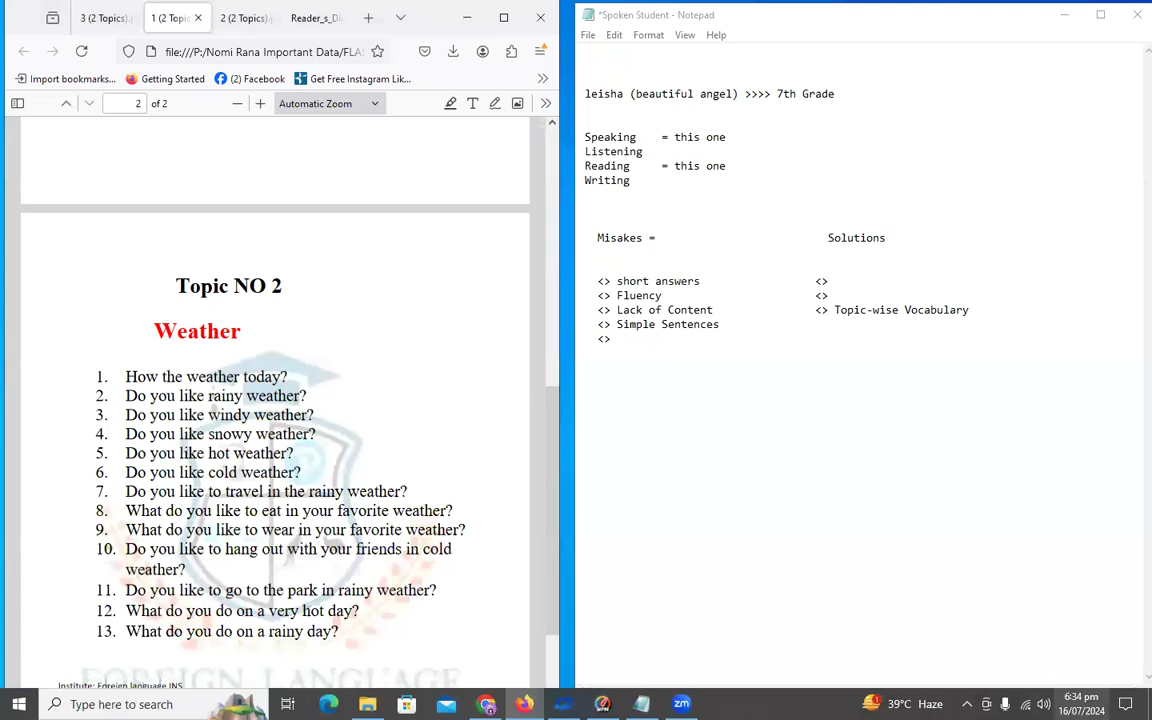 3 (2 Topics).
1 (2 Topic
2 (2 Topics).
Reader_s_Di
file:///P:/Nomi Rana Important Data/FLA
Import bookmarks...
Getting Started
(2) Facebook
Get Free Instagram Lik...
2 of 2
Automatic Zoom
Topic NO 2
Weather
1. How the weather today?
2. Do you like rainy weather?
3. Do you like windy weather?
4. Do you like snowy weather?
5. Do you like hot weather?
6. Do you like cold weather?
7. Do you like to travel in the rainy weather?
8. What do you like to eat in your favorite weather?
9. What do you like to wear in your favorite weather?
10. Do you like to hang out with your friends in cold
weather?
11. Do you like to go to the park in rainy weather?
12. What do you do on a very hot day?
13. What do you do on a rainy day?
FOREIGN LANGUAGE
Institute: Foreign language INS
*Spoken Student - Notepad
File Edit Format View Help
leisha (beautiful angel) >>>> 7th Grade
Speaking = this one
Listening
Reading = this one
Writing
Misakes = Solutions
<> short answers <>
<> Fluency <>
<> Lack of Content <> Topic-wise Vocabulary
<> Simple Sentences
<>
Type here to search
zm
1
39°C Haze
6:34 pm
16/07/2024